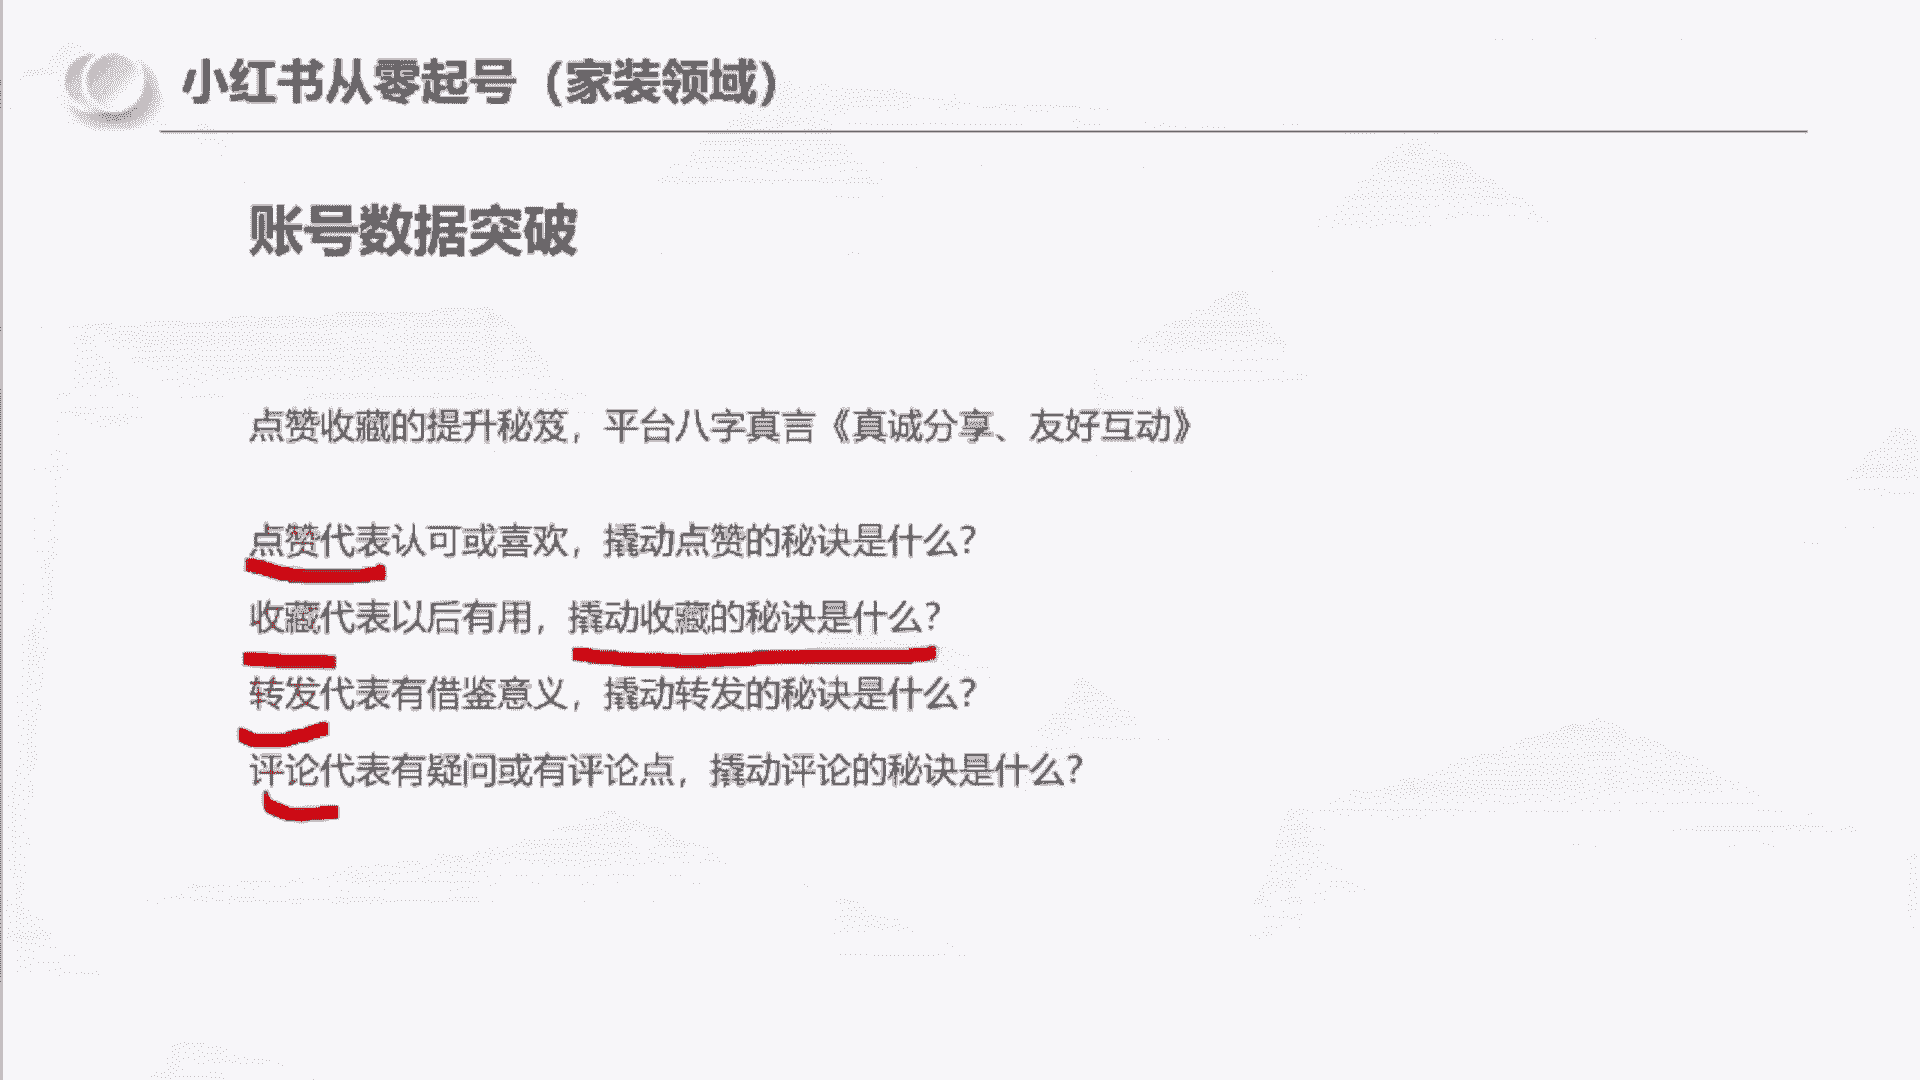 小红书从零起号（家装领域）
账号数据突破
点赞收藏的提升秘笈，平台八字真言《真诚分享、友好互动》
点赞代表认可或喜欢，撬动点赞的秘诀是什么？
收藏代表以后有用，撬动收藏的秘诀是什么？
转发代表有借鉴意义，撬动转发的秘诀是什么？
评论代表有疑问或有评论点，撬动评论的秘诀是什么？